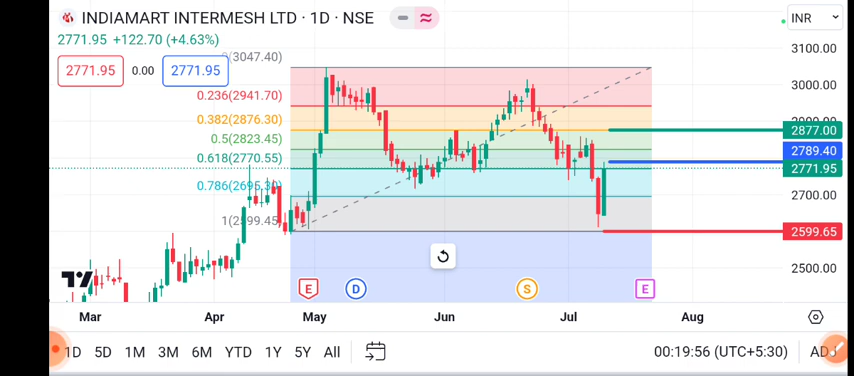 INDIAMART INTERMESH LTD · 1D · NSE
INR
2771.95 +122.70 (+4.63%)
2771.95 0.00 2771.95
(3047.40)
0.236(2941.70)
0.382(2876.30)
0.5(2823.45)
0.618(2770.55)
0.786(2695.30)
1(2599.45)
3100.00
3000.00
2877.00
2789.40
2771.95
2700.00
2599.65
2500.00
E D S E
Mar Apr May Jun Jul Aug
1D 5D 1M 3M 6M YTD 1Y 5Y All 00:19:56 (UTC+5:30)